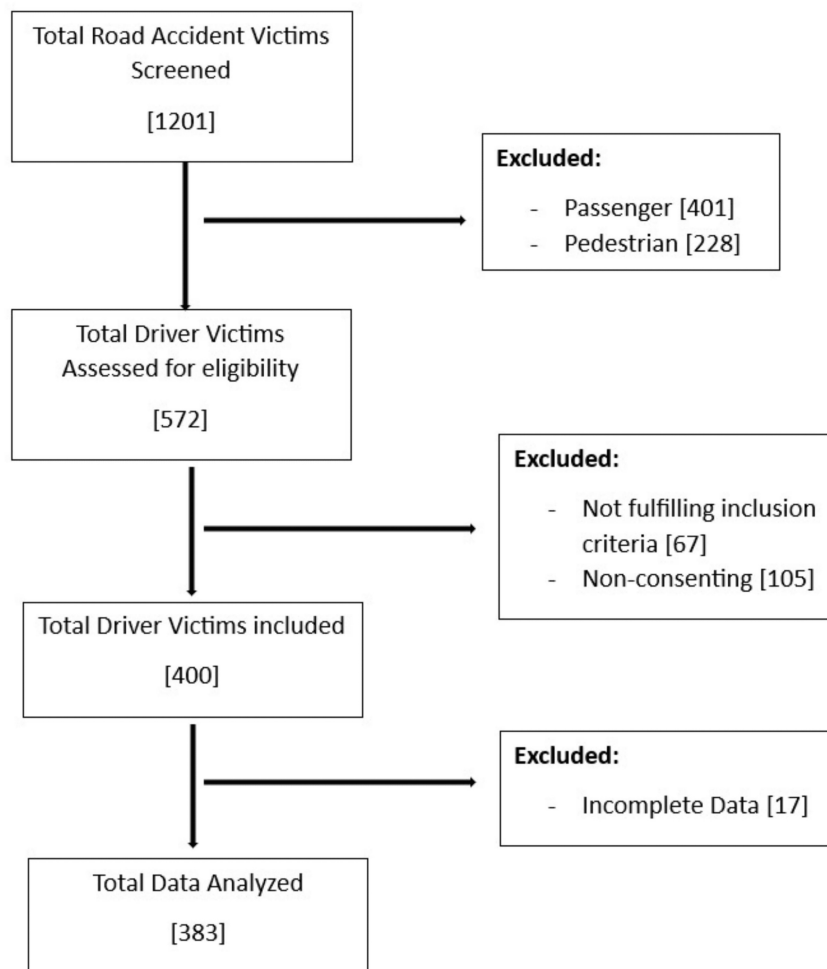 Total Road Accident Victims
Screened
[1201]
Excluded:
- Passenger [401]
- Pedestrian [228]
Total Driver Victims
Assessed for eligibility
[572]
Excluded:
- Not fulfilling inclusion
criteria [67]
- Non-consenting [105]
Total Driver Victims included
[400]
Excluded:
- Incomplete Data [17]
Total Data Analyzed
[383]